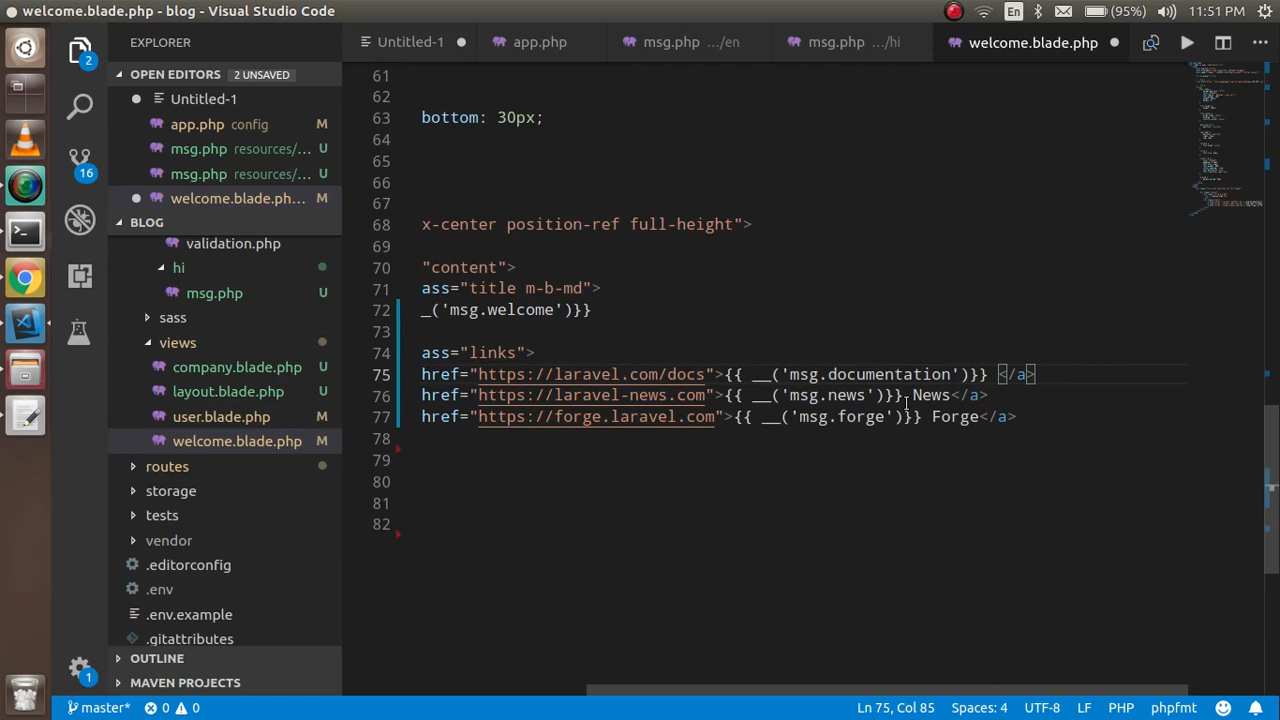 welcome.blade.php - blog - Visual Studio Code
En
(95%)
11:51 PM
EXPLORER
Untitled-1
app.php
msg.php …/en
msg.php …/hi
welcome.blade.php
2
16
1
OPEN EDITORS 2 UNSAVED
Untitled-1
app.php config M
msg.php resources/... U
msg.php resources/... U
welcome.blade.ph... M
BLOG
validation.php
hi
msg.php U
sass
views
company.blade.php U
layout.blade.php U
user.blade.php M
welcome.blade.php M
routes
storage
tests
vendor
.editorconfig
.env
.env.example
.gitattributes
OUTLINE
MAVEN PROJECTS
61
62
63 bottom: 30px;
64
65
66
67
68 x-center position-ref full-height">
69
70 "content">
71 ass="title m-b-md">
72 _('msg.welcome')}}
73
74 ass="links">
75 href="https://laravel.com/docs">{{ __('msg.documentation')}} </a>
76 href="https://laravel-news.com">{{ __('msg.news')}} News</a>
77 href="https://forge.laravel.com">{{ __('msg.forge')}} Forge</a>
78
79
80
81
82
master* 0 0
Ln 75, Col 85
Spaces: 4
UTF-8
LF
PHP
phpfmt